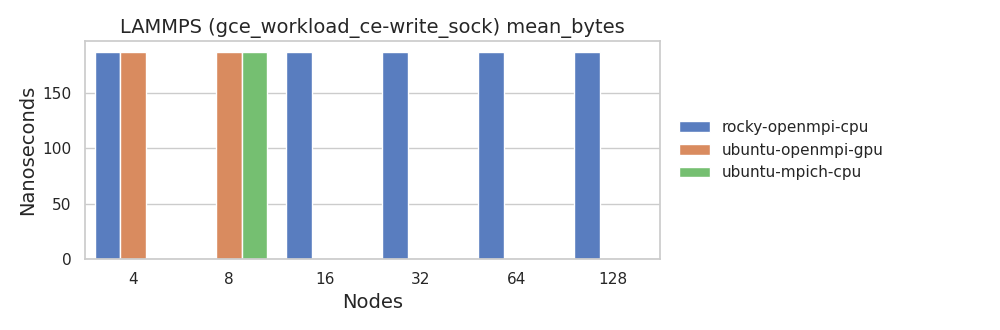 LAMMPS (gce_workload_ce-write_sock) mean_bytes
Nanoseconds
150
100
50
0
4 8 16 32 64 128
Nodes
rocky-openmpi-cpu
ubuntu-openmpi-gpu
ubuntu-mpich-cpu